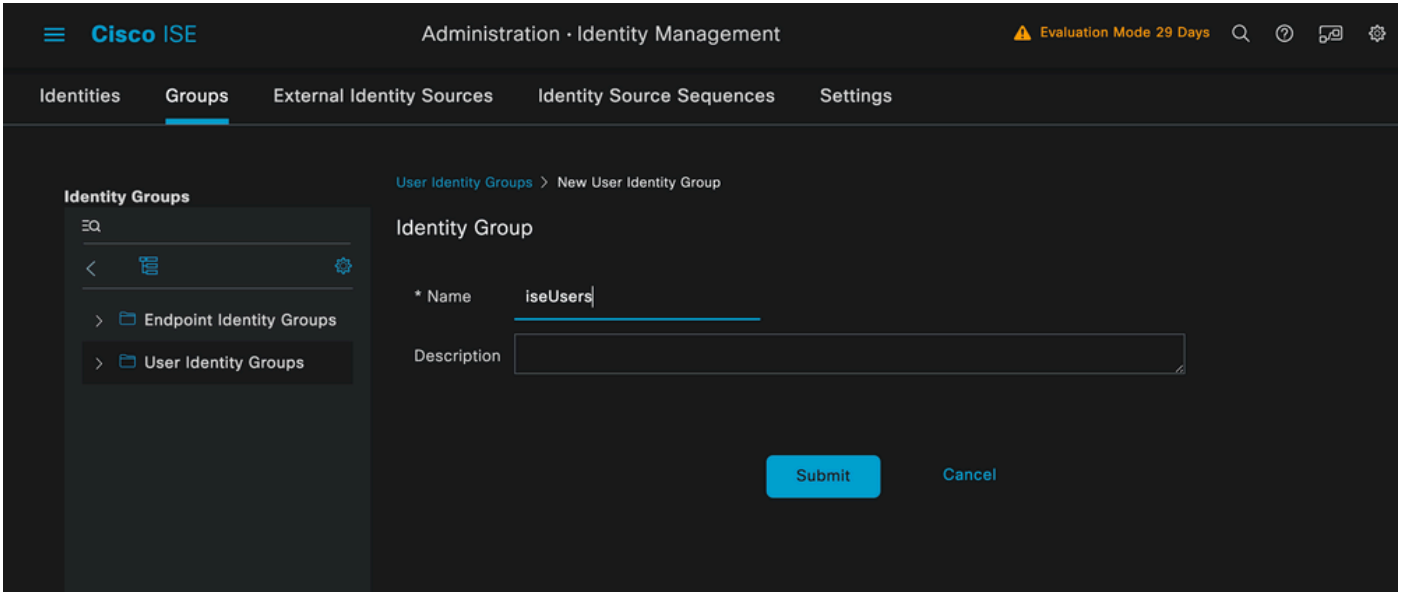 Cisco ISE
Administration · Identity Management
Evaluation Mode 29 Days
Identities
Groups
External Identity Sources
Identity Source Sequences
Settings
Identity Groups
Endpoint Identity Groups
User Identity Groups
User Identity Groups > New User Identity Group
Identity Group
* Name iseUsers
Description
Submit
Cancel